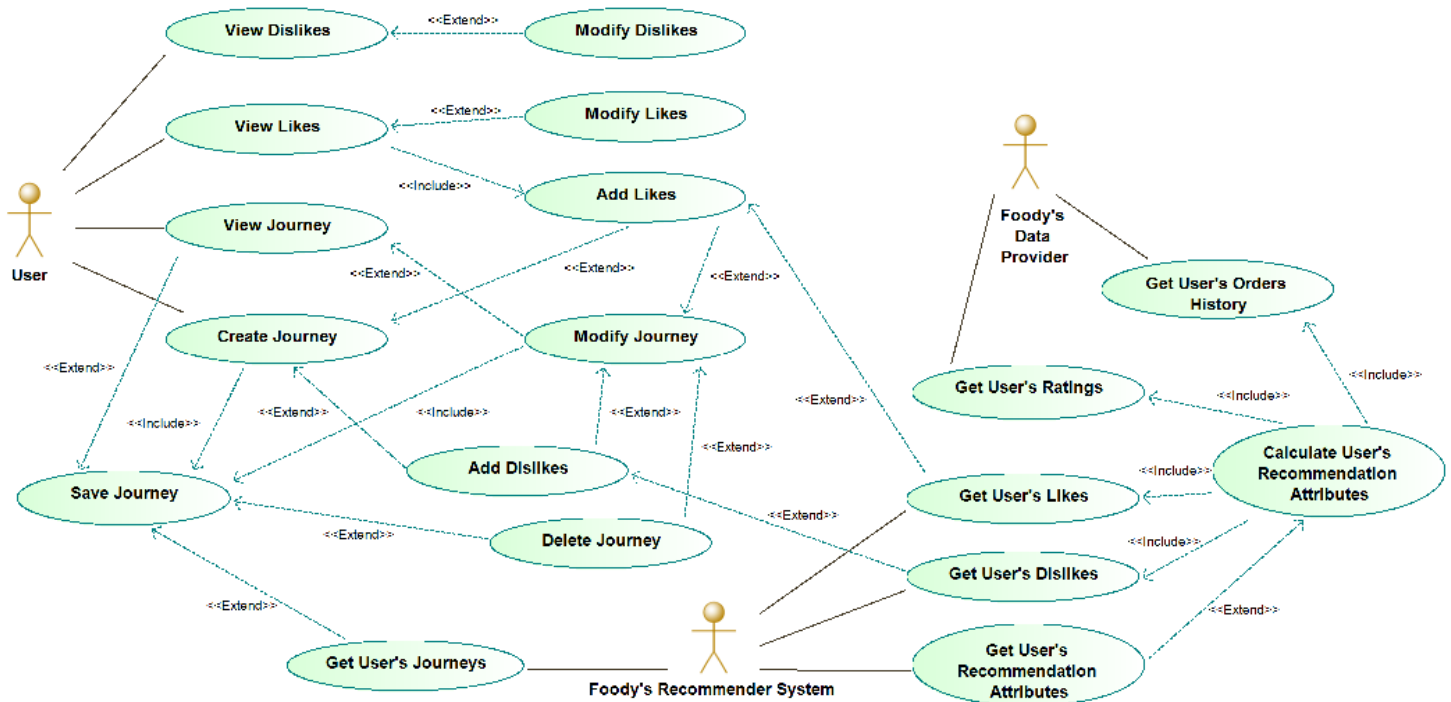 View Dislikes
<<Extend>>
Modify Dislikes
View Likes
<<Extend>>
Modify Likes
<<Include>>
Add Likes
User
View Journey
<<Extend>>
<<Extend>>
<<Extend>>
Foody's
Data
Provider
Get User's Orders
History
Create Journey
Modify Journey
<<Extend>>
<<Include>>
<<Extend>>
<<Include>>
<<Extend>>
<<Extend>>
<<Extend>>
Get User's Ratings
<<Include>>
<<Include>>
Save Journey
Add Dislikes
Calculate User's
Recommendation
Attributes
Get User's Likes
<<Include>>
<<Extend>>
Delete Journey
<<Extend>>
<<Include>>
Get User's Dislikes
<<Extend>>
<<Extend>>
Get User's Journeys
Foody's Recommender System
Get User's
Recommendation
Attributes